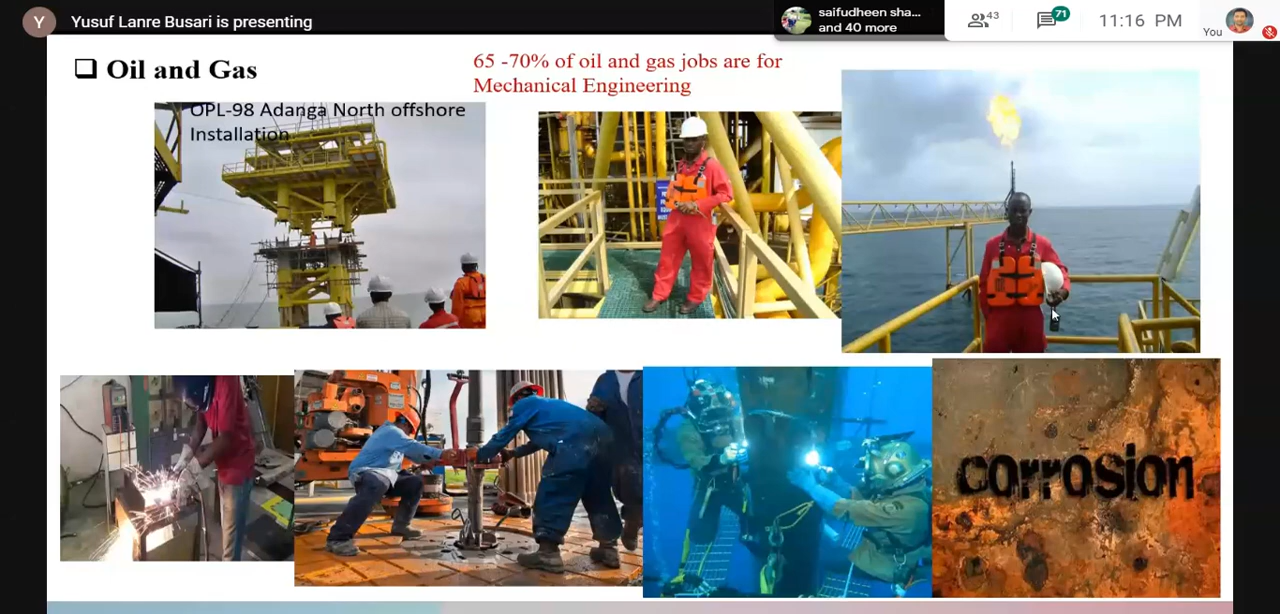 Y
Yusuf Lanre Busari is presenting
saifudheen sha...
and 40 more
43
71
11:16 PM
You
Oil and Gas
65 -70% of oil and gas jobs are for
Mechanical Engineering
OPL-98 Adanga North offshore
Installation
corrosion